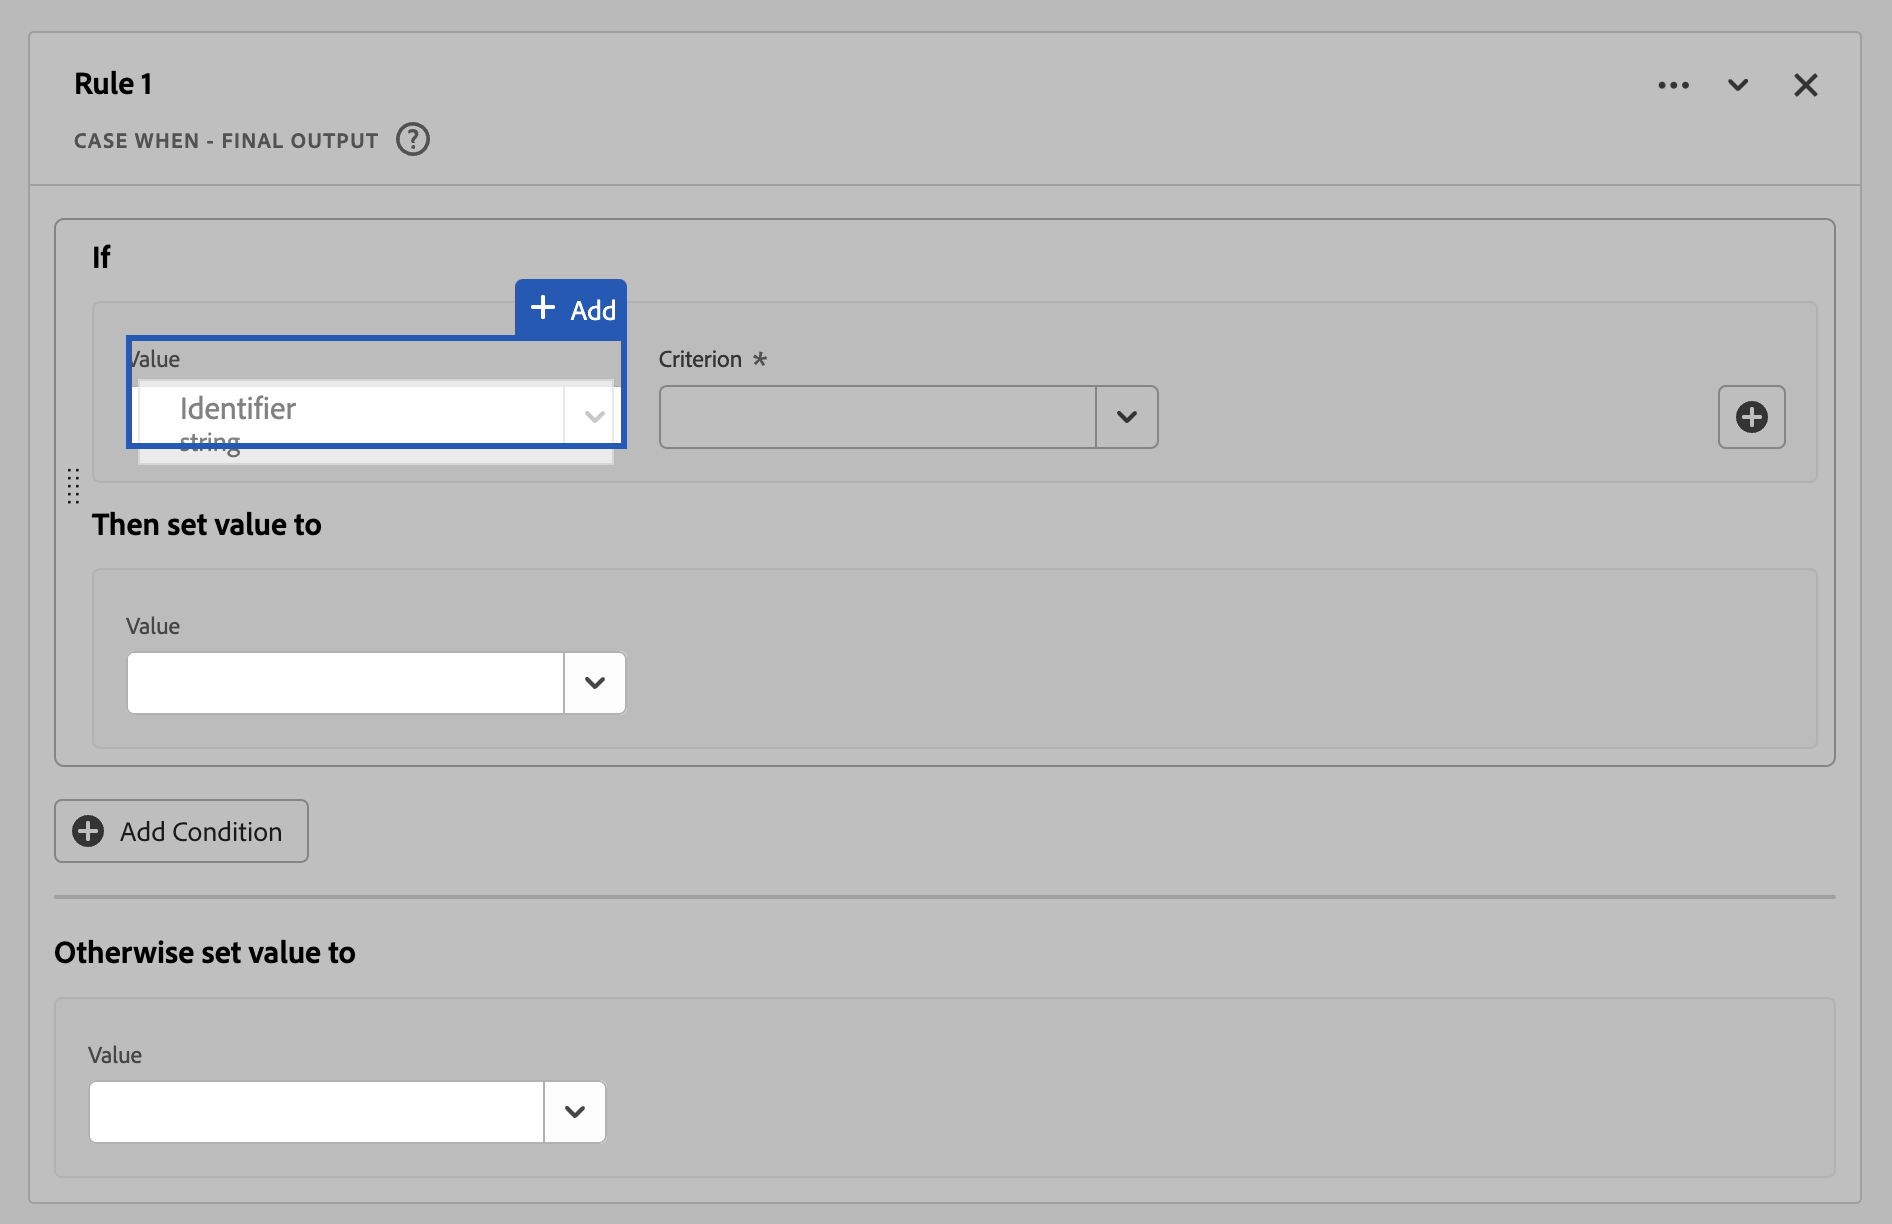 Rule 1
CASE WHEN - FINAL OUTPUT ?
If
Add
Value
Criterion *
Identifier
string
Then set value to
Value
Add Condition
Otherwise set value to
Value